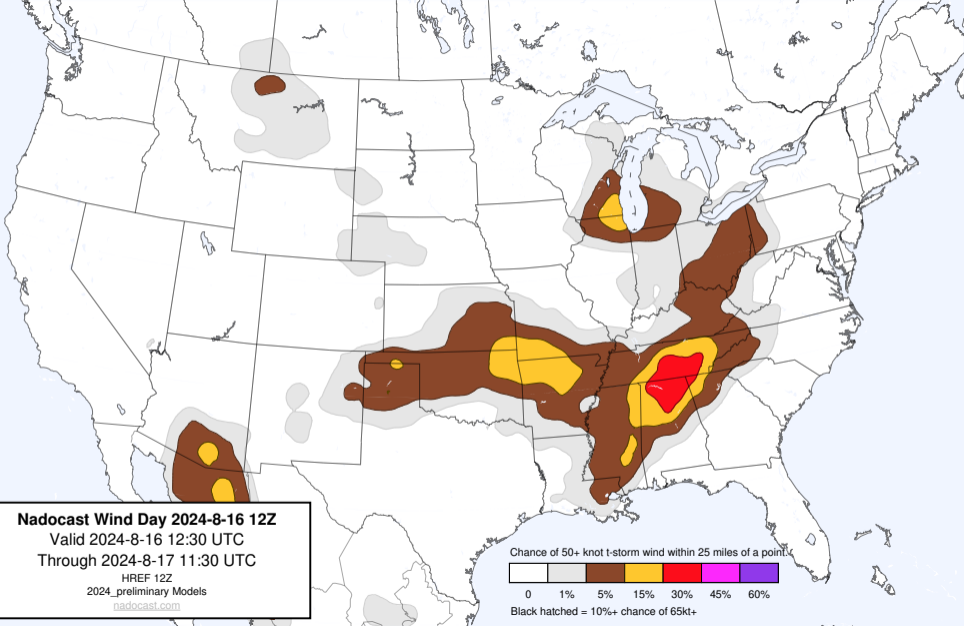 Nadocast Wind Day 2024-8-16 12Z
Valid 2024-8-16 12:30 UTC
Through 2024-8-17 11:30 UTC
HREF 12Z
2024_preliminary Models
nadocast.com
Chance of 50+ knot t-storm wind within 25 miles of a point.
0 1% 5% 15% 30% 45% 60%
Black hatched = 10%+ chance of 65kt+